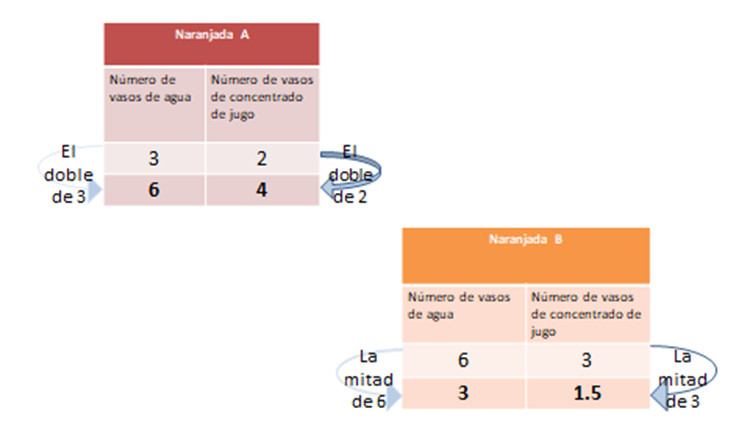 Naranjada A
Número de vasos de agua
Número de vasos de concentrado de jugo
El doble de 3
3 2
El doble de 2
6 4
Naranjada B
Número de vasos de agua
Número de vasos de concentrado de jugo
La mitad de 6
6 3
La mitad de 3
3 1.5